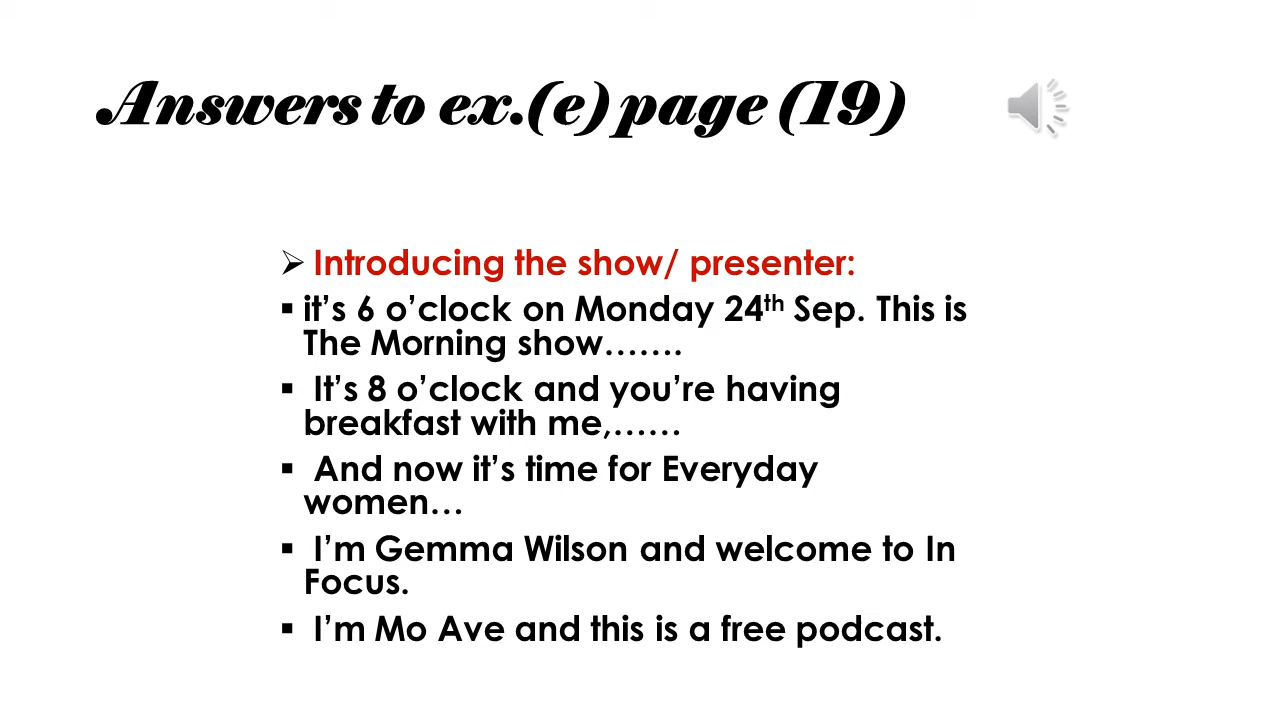 Answers to ex.(e) page (19)
➢ Introducing the show/ presenter:
▪ it’s 6 o’clock on Monday 24th Sep. This is
The Morning show…….
▪ It’s 8 o’clock and you’re having
breakfast with me,……
▪ And now it’s time for Everyday
women…
▪ I’m Gemma Wilson and welcome to In
Focus.
▪ I’m Mo Ave and this is a free podcast.